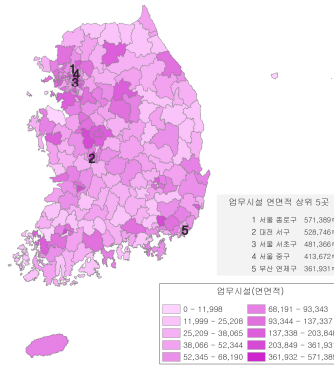 1
4
3
2
5
업무시설 연면적 상위 5곳
1 서울 종로구 571,389
2 대전 서구 528,746
3 서울 서초구 481,366
4 서울 중구 413,672
5 부산 연제구 361,931
업무시설(연면적)
0 - 11,998 68,191 - 93,343
11,999 - 25,208 93,344 - 137,337
25,209 - 38,065 137,338 - 203,848
38,066 - 52,344 203,849 - 361,931
52,345 - 68,190 361,932 - 571,389